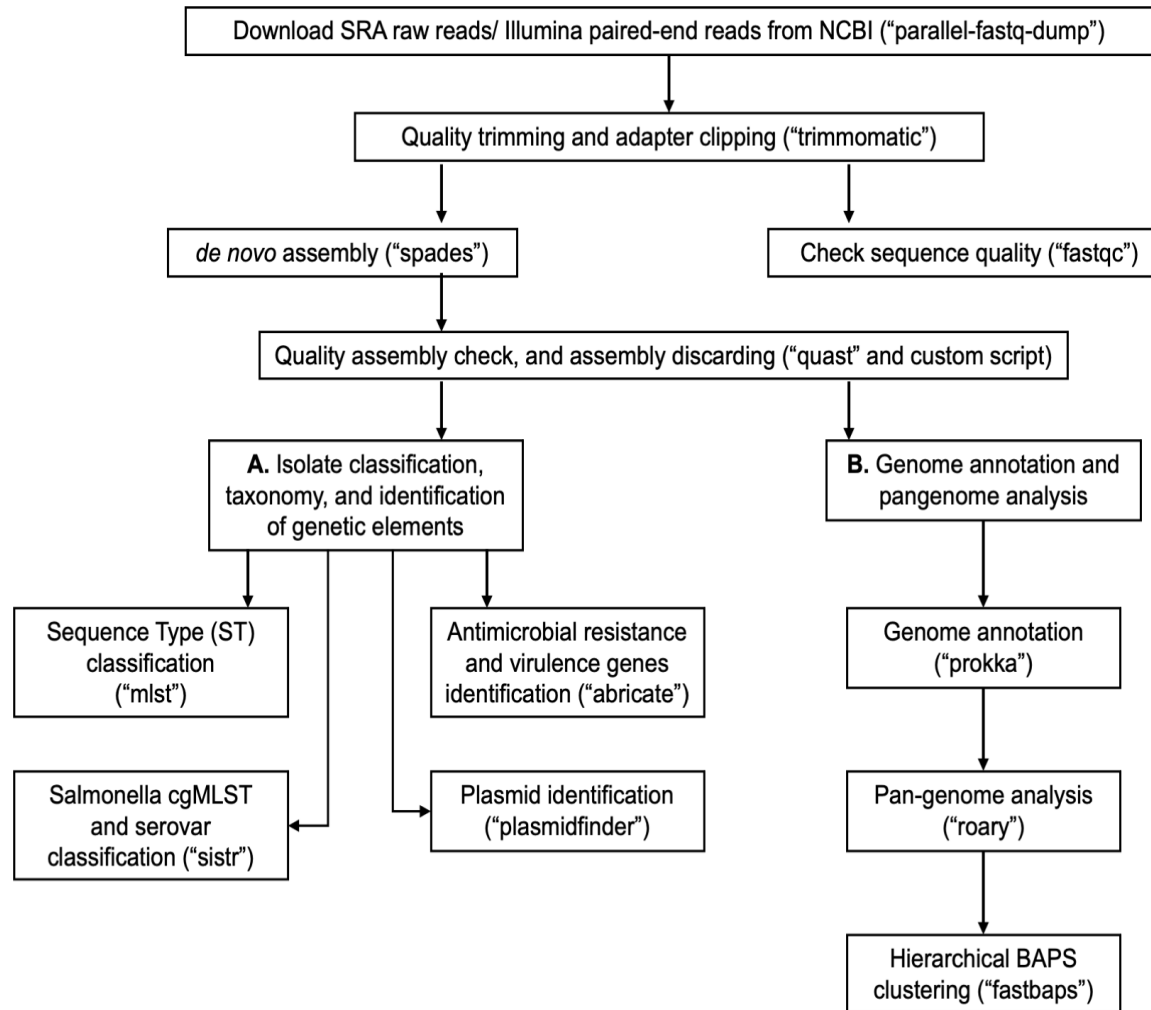 Download SRA raw reads/ Illumina paired-end reads from NCBI (“parallel-fastq-dump”)
Quality trimming and adapter clipping (“trimmomatic”)
de novo assembly (“spades”)
Check sequence quality (“fastqc”)
Quality assembly check, and assembly discarding (“quast” and custom script)
A. Isolate classification,
taxonomy, and identification
of genetic elements
B. Genome annotation and
pangenome analysis
Sequence Type (ST)
classification
(“mlst”)
Antimicrobial resistance
and virulence genes
identification (“abricate”)
Genome annotation
(“prokka”)
Salmonella cgMLST
and serovar
classification (“sistr”)
Plasmid identification
(“plasmidfinder”)
Pan-genome analysis
(“roary”)
Hierarchical BAPS
clustering (“fastbaps”)